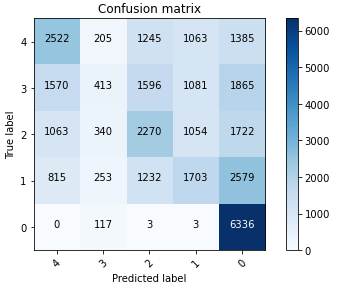 Confusion matrix
4 2522 205 1245 1063 1385
3 1570 413 1596 1081 1865
2 1063 340 2270 1054 1722
1 815 253 1232 1703 2579
0 0 117 3 3 6336
4 3 2 1 0
True label
Predicted label
6000
5000
4000
3000
2000
1000
0